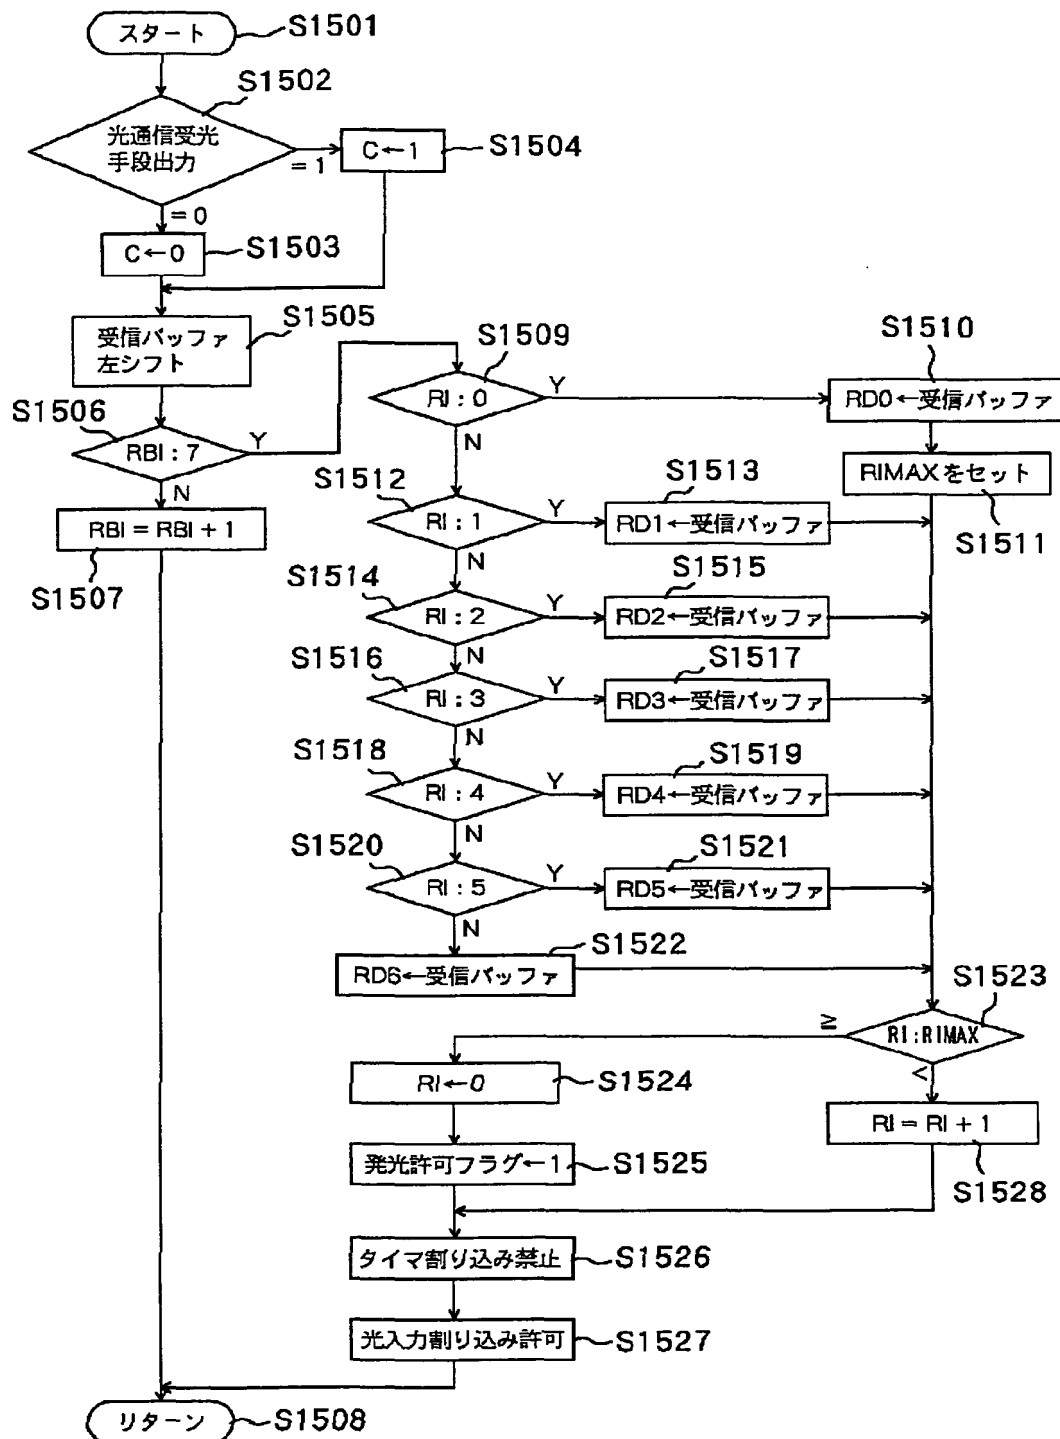 スタート
S1501
S1502
光通信受光
手段出力
=1
C←1
S1504
=0
C←0
S1503
受信バッファ
左シフト
S1505
S1506
RBI : 7
Y
N
RBI = RBI + 1
S1507
S1509
RI : 0
Y
N
S1510
RD0←受信バッファ
RIMAXをセット
S1511
S1512
RI : 1
Y
N
S1513
RD1←受信バッファ
S1514
RI : 2
Y
N
S1515
RD2←受信バッファ
S1516
RI : 3
Y
N
S1517
RD3←受信バッファ
S1518
RI : 4
Y
N
S1519
RD4←受信バッファ
S1520
RI : 5
Y
N
S1521
RD5←受信バッファ
S1522
RD6←受信バッファ
S1523
RI:RIMAX
≧
<
RI←0
S1524
RI = RI + 1
S1528
発光許可フラグ←1
S1525
タイマ割り込み禁止
S1526
光入力割り込み許可
S1527
リターン
S1508